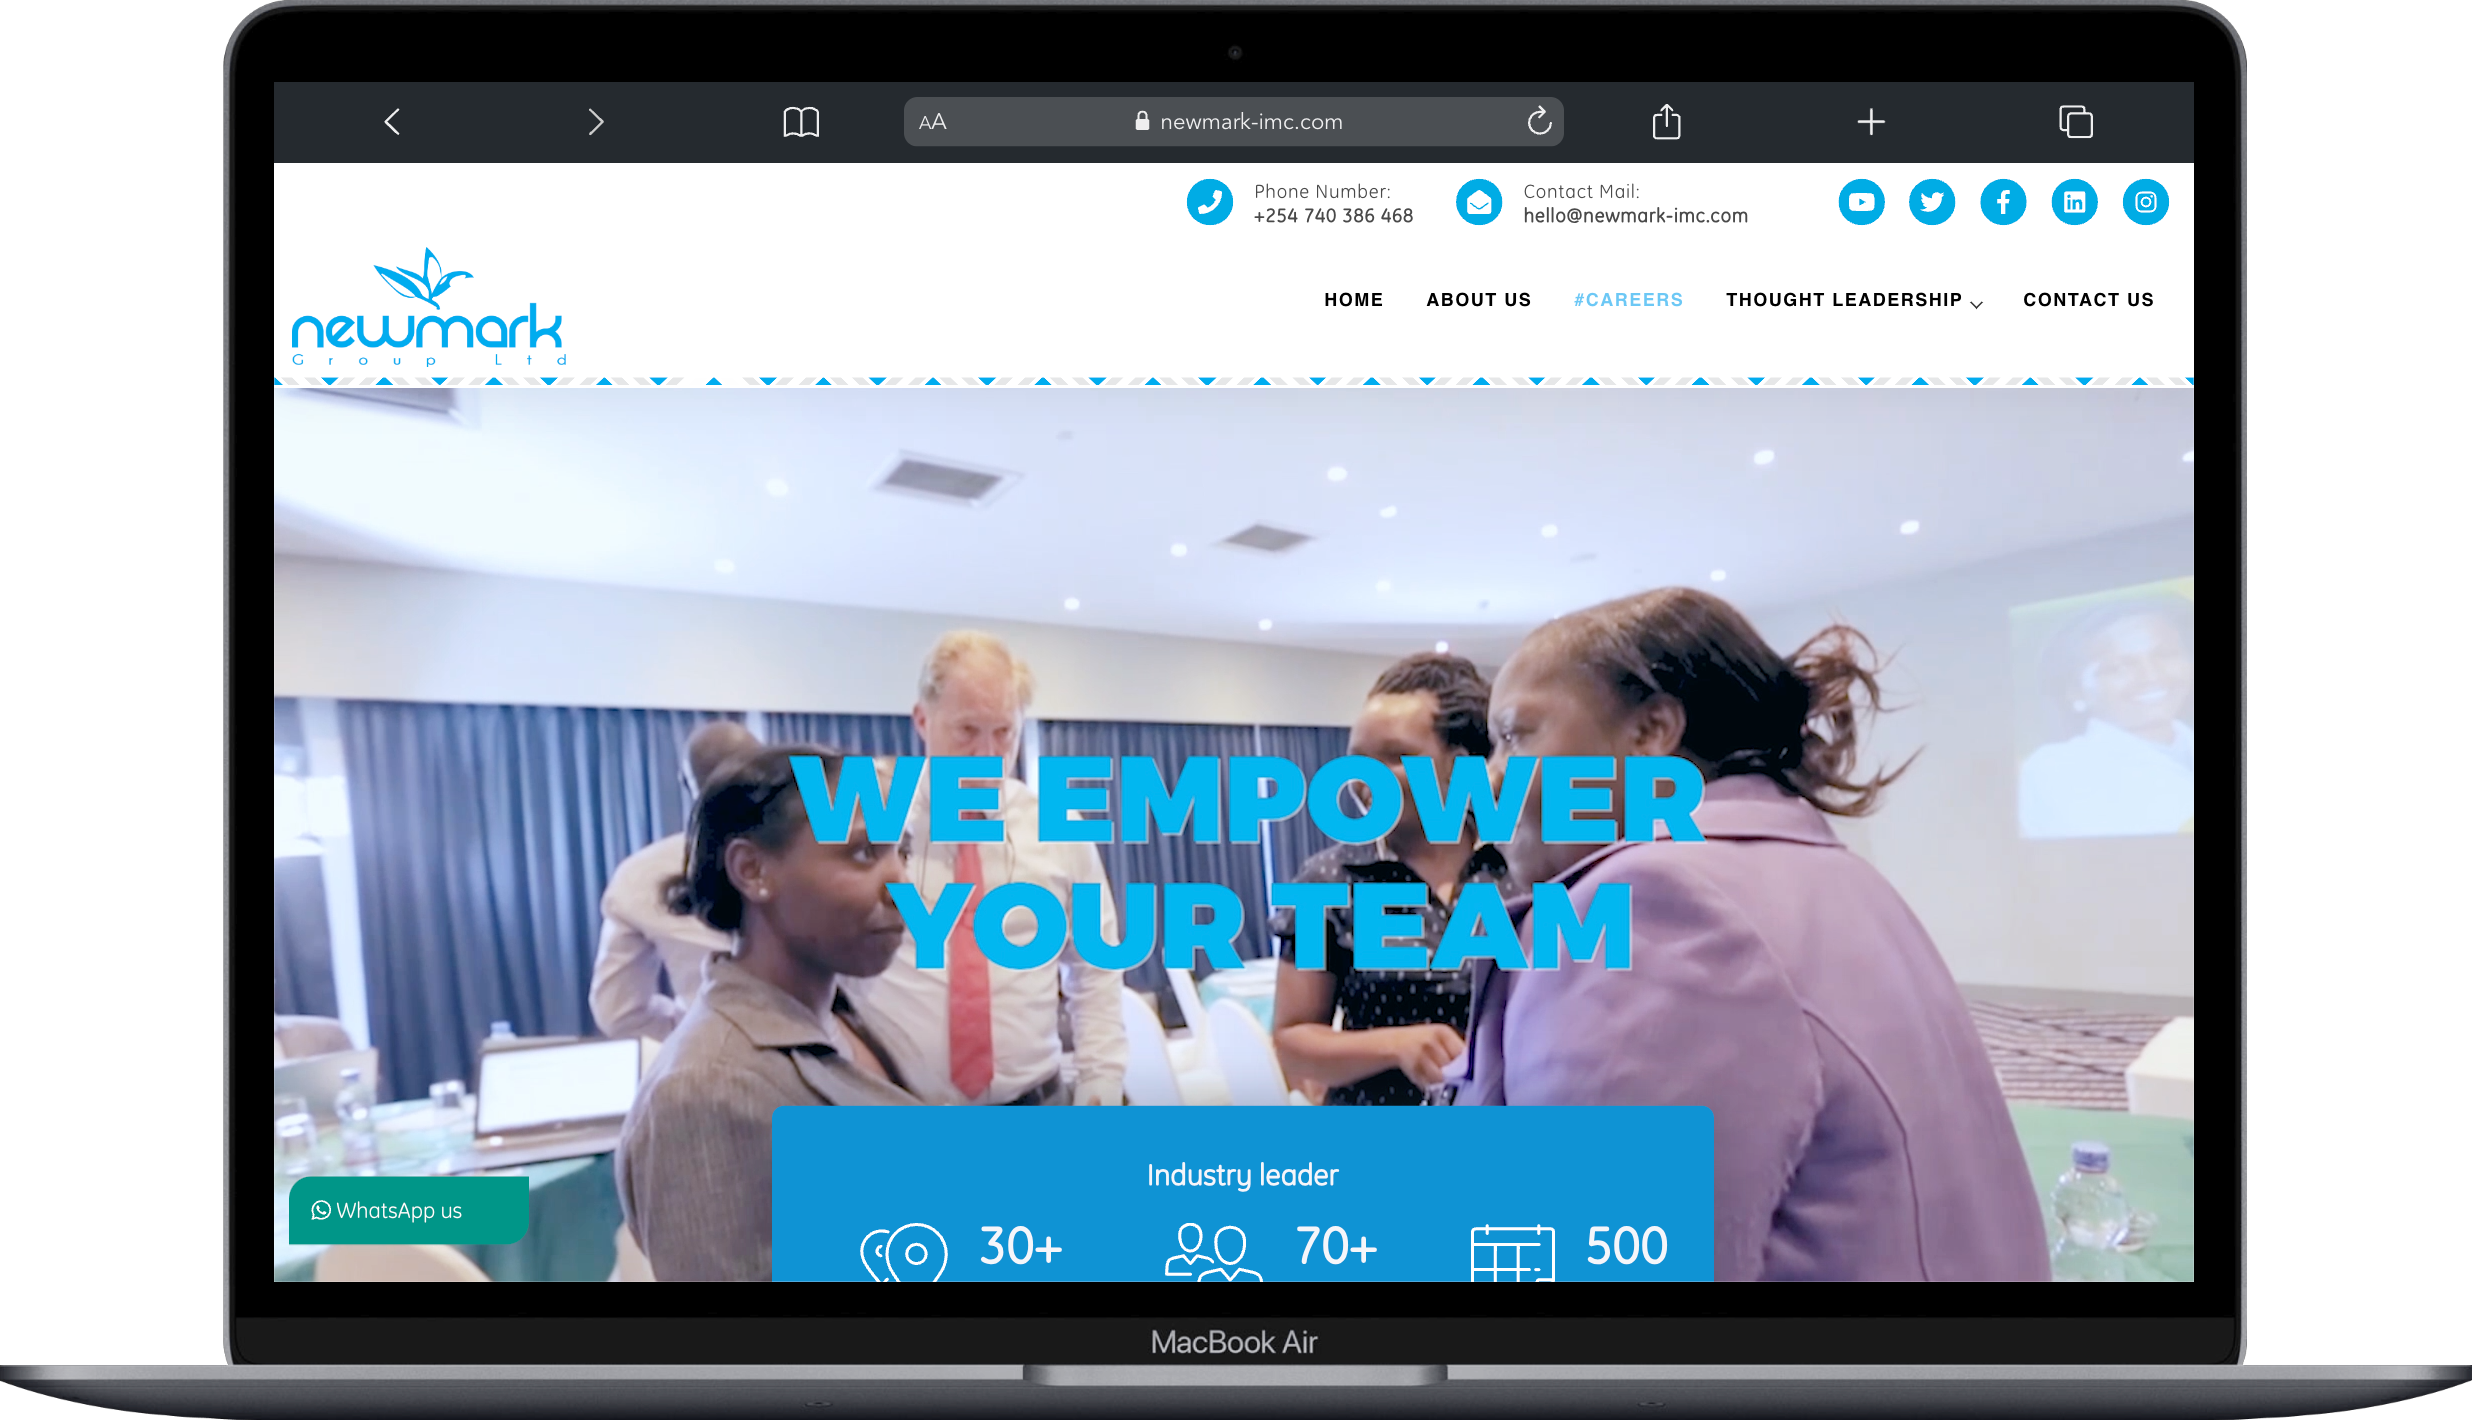 AA newmark-imc.com
Phone Number:
+254 740 386 468
Contact Mail:
hello@newmark-imc.com
newmark
Group Ltd
HOME ABOUT US #CAREERS THOUGHT LEADERSHIP CONTACT US
WE EMPOWER
YOUR TEAM
Industry leader
30+ 70+ 500
WhatsApp us
MacBook Air